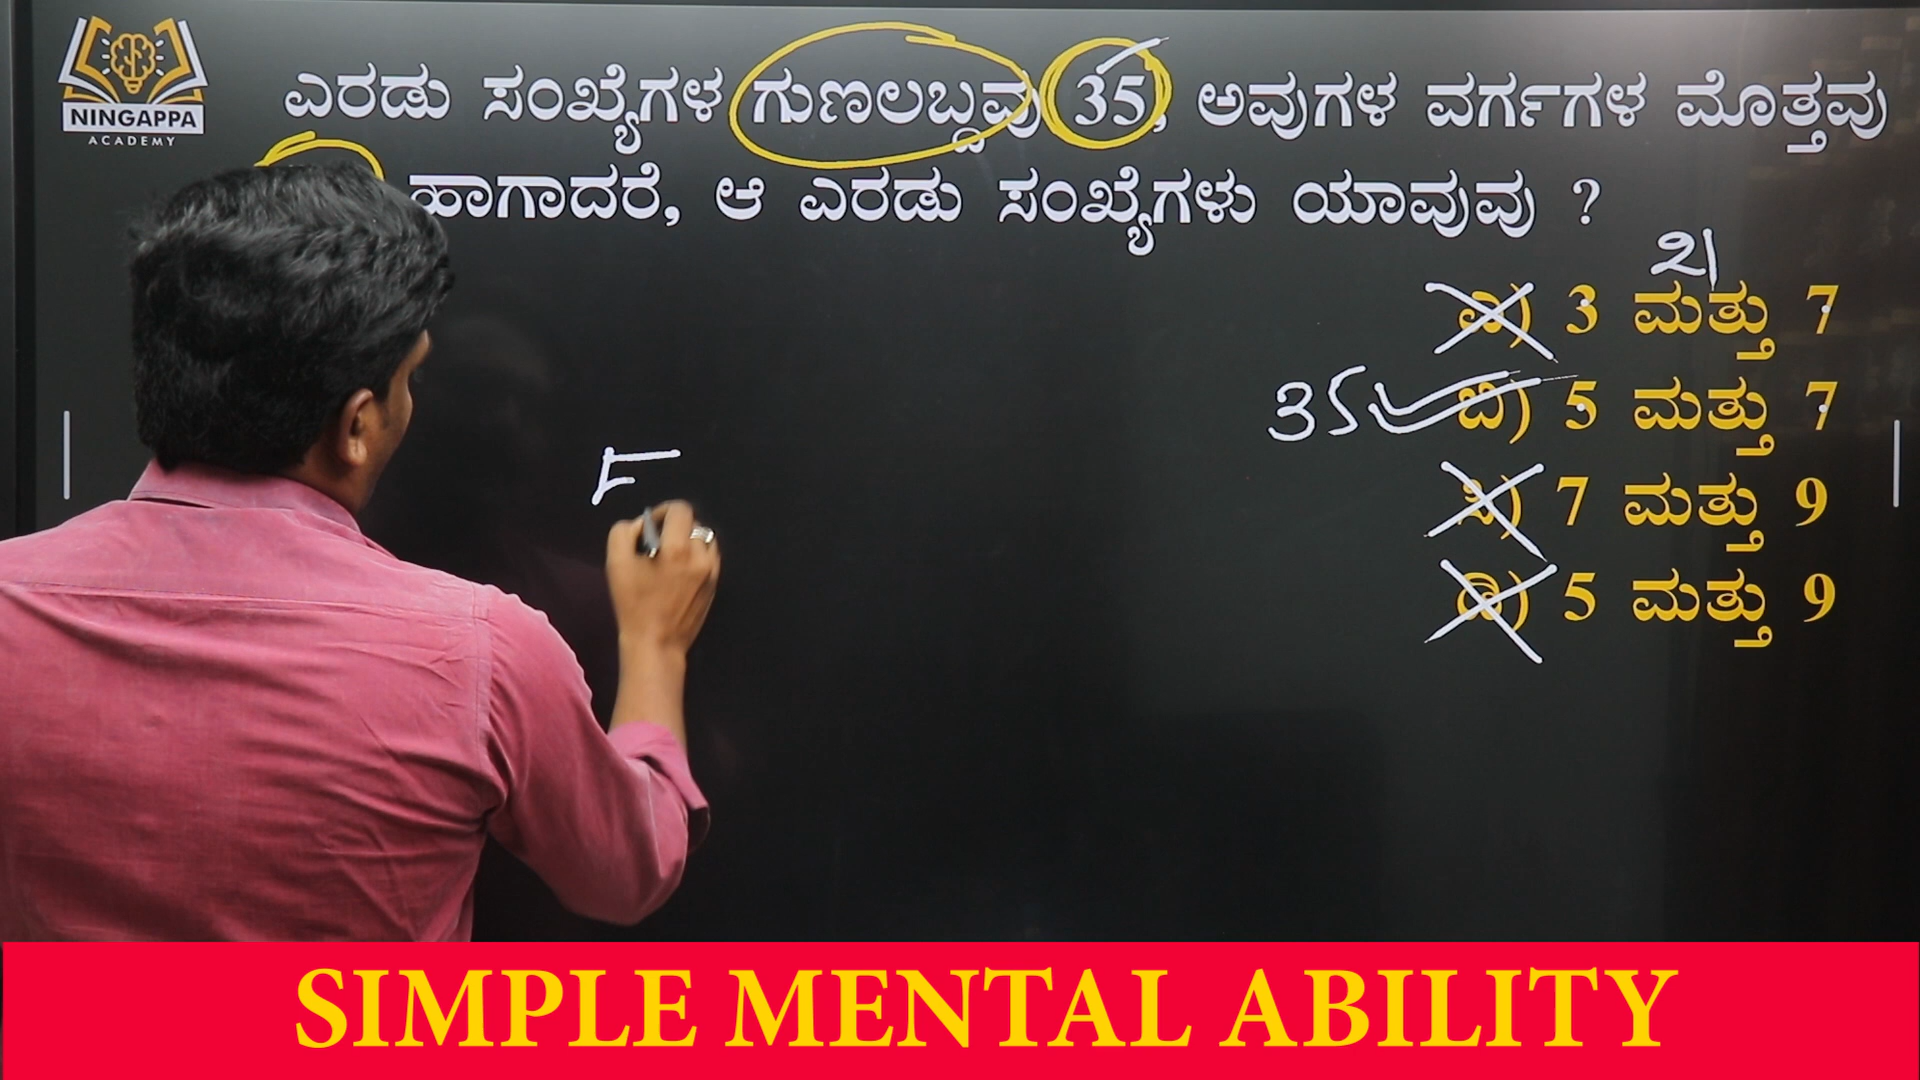 NINGAPPA
ACADEMY
ಎರಡು ಸಂಖ್ಯೆಗಳ ಗುಣಲಬ್ದವು 35, ಅವುಗಳ ವರ್ಗಗಳ ಮೊತ್ತವು
ಹಾಗಾದರೆ, ಆ ಎರಡು ಸಂಖ್ಯೆಗಳು ಯಾವುವು ?
21
ಎ) 3 ಮತ್ತು 7
35 ಬಿ) 5 ಮತ್ತು 7
ಸಿ) 7 ಮತ್ತು 9
ಡಿ) 5 ಮತ್ತು 9
SIMPLE MENTAL ABILITY